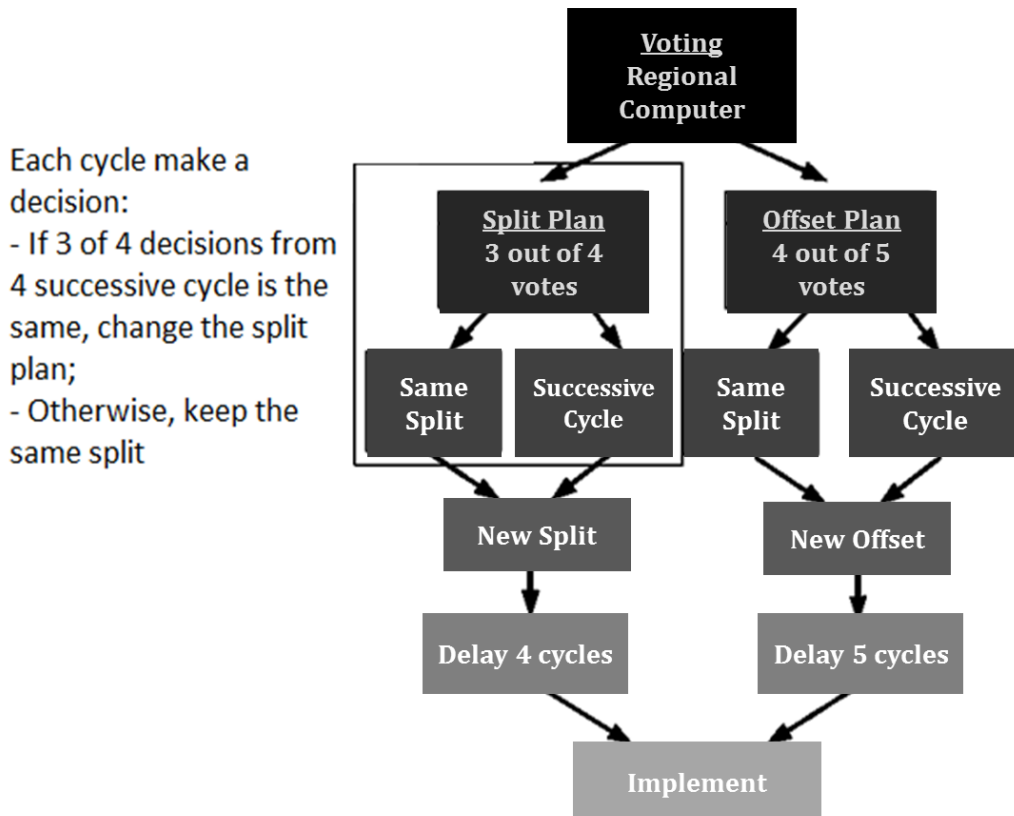 Voting
Regional
Computer
Each cycle make a
decision:
- If 3 of 4 decisions from
4 successive cycle is the
same, change the split
plan;
- Otherwise, keep the
same split
Split Plan
3 out of 4
votes
Offset Plan
4 out of 5
votes
Same
Split
Successive
Cycle
Same
Split
Successive
Cycle
New Split
New Offset
Delay 4 cycles
Delay 5 cycles
Implement